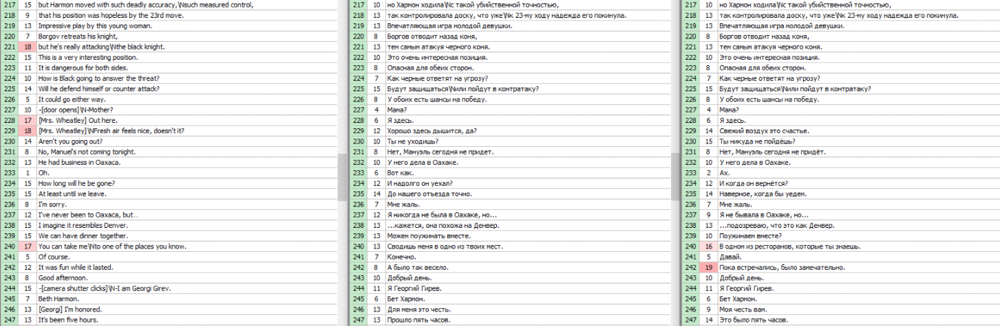 217 15 but Harmon moved with such deadly accuracy,\Nsuch measured control,
218 9 that his position was hopeless by the 23rd move.
219 13 Impressive play by this young woman.
220 7 Borgov retreats his knight,
221 18 but he's really attacking\Nthe black knight.
222 15 This is a very interesting position.
223 11 It is dangerous for both sides.
224 10 How is Black going to answer the threat?
225 14 Will he defend himself or counter attack?
226 5 It could go either way.
227 10 -[door opens]\N-Mother?
228 17 [Mrs. Wheatley] Out here.
229 18 [Mrs. Wheatley]\NFresh air feels nice, doesn't it?
230 14 Aren't you going out?
231 8 No, Manuel's not coming tonight.
232 13 He had business in Oaxaca.
233 1 Oh.
234 15 How long will he be gone?
235 15 At least until we leave.
236 8 I'm sorry.
237 12 I've never been to Oaxaca, but…
238 15 I imagine it resembles Denver.
239 15 We can have dinner together.
240 17 You can take me\Nto one of the places you know.
241 5 Of course.
242 12 It was fun while it lasted.
243 8 Good afternoon.
244 15 -[camera shutter clicks]\N-I am Georgi Girev.
245 7 Beth Harmon.
246 13 [Georgi] I'm honored.
247 13 It's been five hours.
217 10 но Хармон ходила\Nс такой убийственной точностью,
218 13 так контролировала доску, что уже\Nк 23-му ходу надежда его покинула.
219 13 Впечатляющая игра молодой девушки.
220 8 Боргов отводит назад коня,
221 13 тем самым атакуя черного коня.
222 10 Это очень интересная позиция.
223 8 Опасная для обеих сторон.
224 7 Как черные ответят на угрозу?
225 15 Будут защищаться\Nили пойдут в контратаку?
226 8 У обоих есть шансы на победу.
227 4 Мама?
228 6 Я здесь.
229 12 Хорошо здесь дышится, да?
230 10 Ты не уходишь?
231 8 Нет, Мануэль сегодня не придет.
232 10 У него дела в Оахаке.
233 6 Вот как.
234 12 И надолго он уехал?
235 14 До нашего отъезда точно.
236 7 Мне жаль.
237 12 Я никогда не была в Оахаке, но...
238 13 ...кажется, она похожа на Денвер.
239 13 Можем поужинать вместе.
240 13 Сводишь меня в одно из твоих мест.
241 7 Конечно.
242 8 А было так весело.
243 10 Добрый день.
244 11 Я Георгий Гирев.
245 6 Бет Хармон.
246 13 Для меня это честь.
247 13 Прошло пять часов.
217 10 но Хармон ходила\Nс такой убийственной точностью,
218 13 так контролировала доску, что уже\Nк 23-му ходу надежда его покинула.
219 13 Впечатляющая игра молодой девушки.
220 8 Боргов отводит назад коня,
221 13 тем самым атакуя черного коня.
222 10 Это очень интересная позиция.
223 8 Опасная для обеих сторон.
224 7 Как черные ответят на угрозу?
225 15 Будут защищаться\Nили пойдут в контратаку?
226 8 У обоих есть шансы на победу.
227 4 Мама?
228 6 Я здесь.
229 14 Свежий воздух это счастье.
230 15 Ты никуда не пойдёшь?
231 8 Нет, Мануэль сегодня не придёт.
232 10 У него дела в Оахаке.
233 2 Ах.
234 12 И когда он вернётся?
235 14 Наверное, когда бы уедем.
236 7 Мне жаль.
237 9 Я не бывала в Оахаке, но...
238 13 ...подозреваю, что это как Денвер.
239 10 Поужинаем вместе?
240 16 В одном из ресторанов, которые ты знаешь.
241 5 Давай.
242 19 Пока встречались, было замечательно.
243 10 Добрый день.
244 11 Я Георгий Гирев.
245 6 Бет Хармон.
246 9 Моя честь вам.
247 14 Это было пять часов.